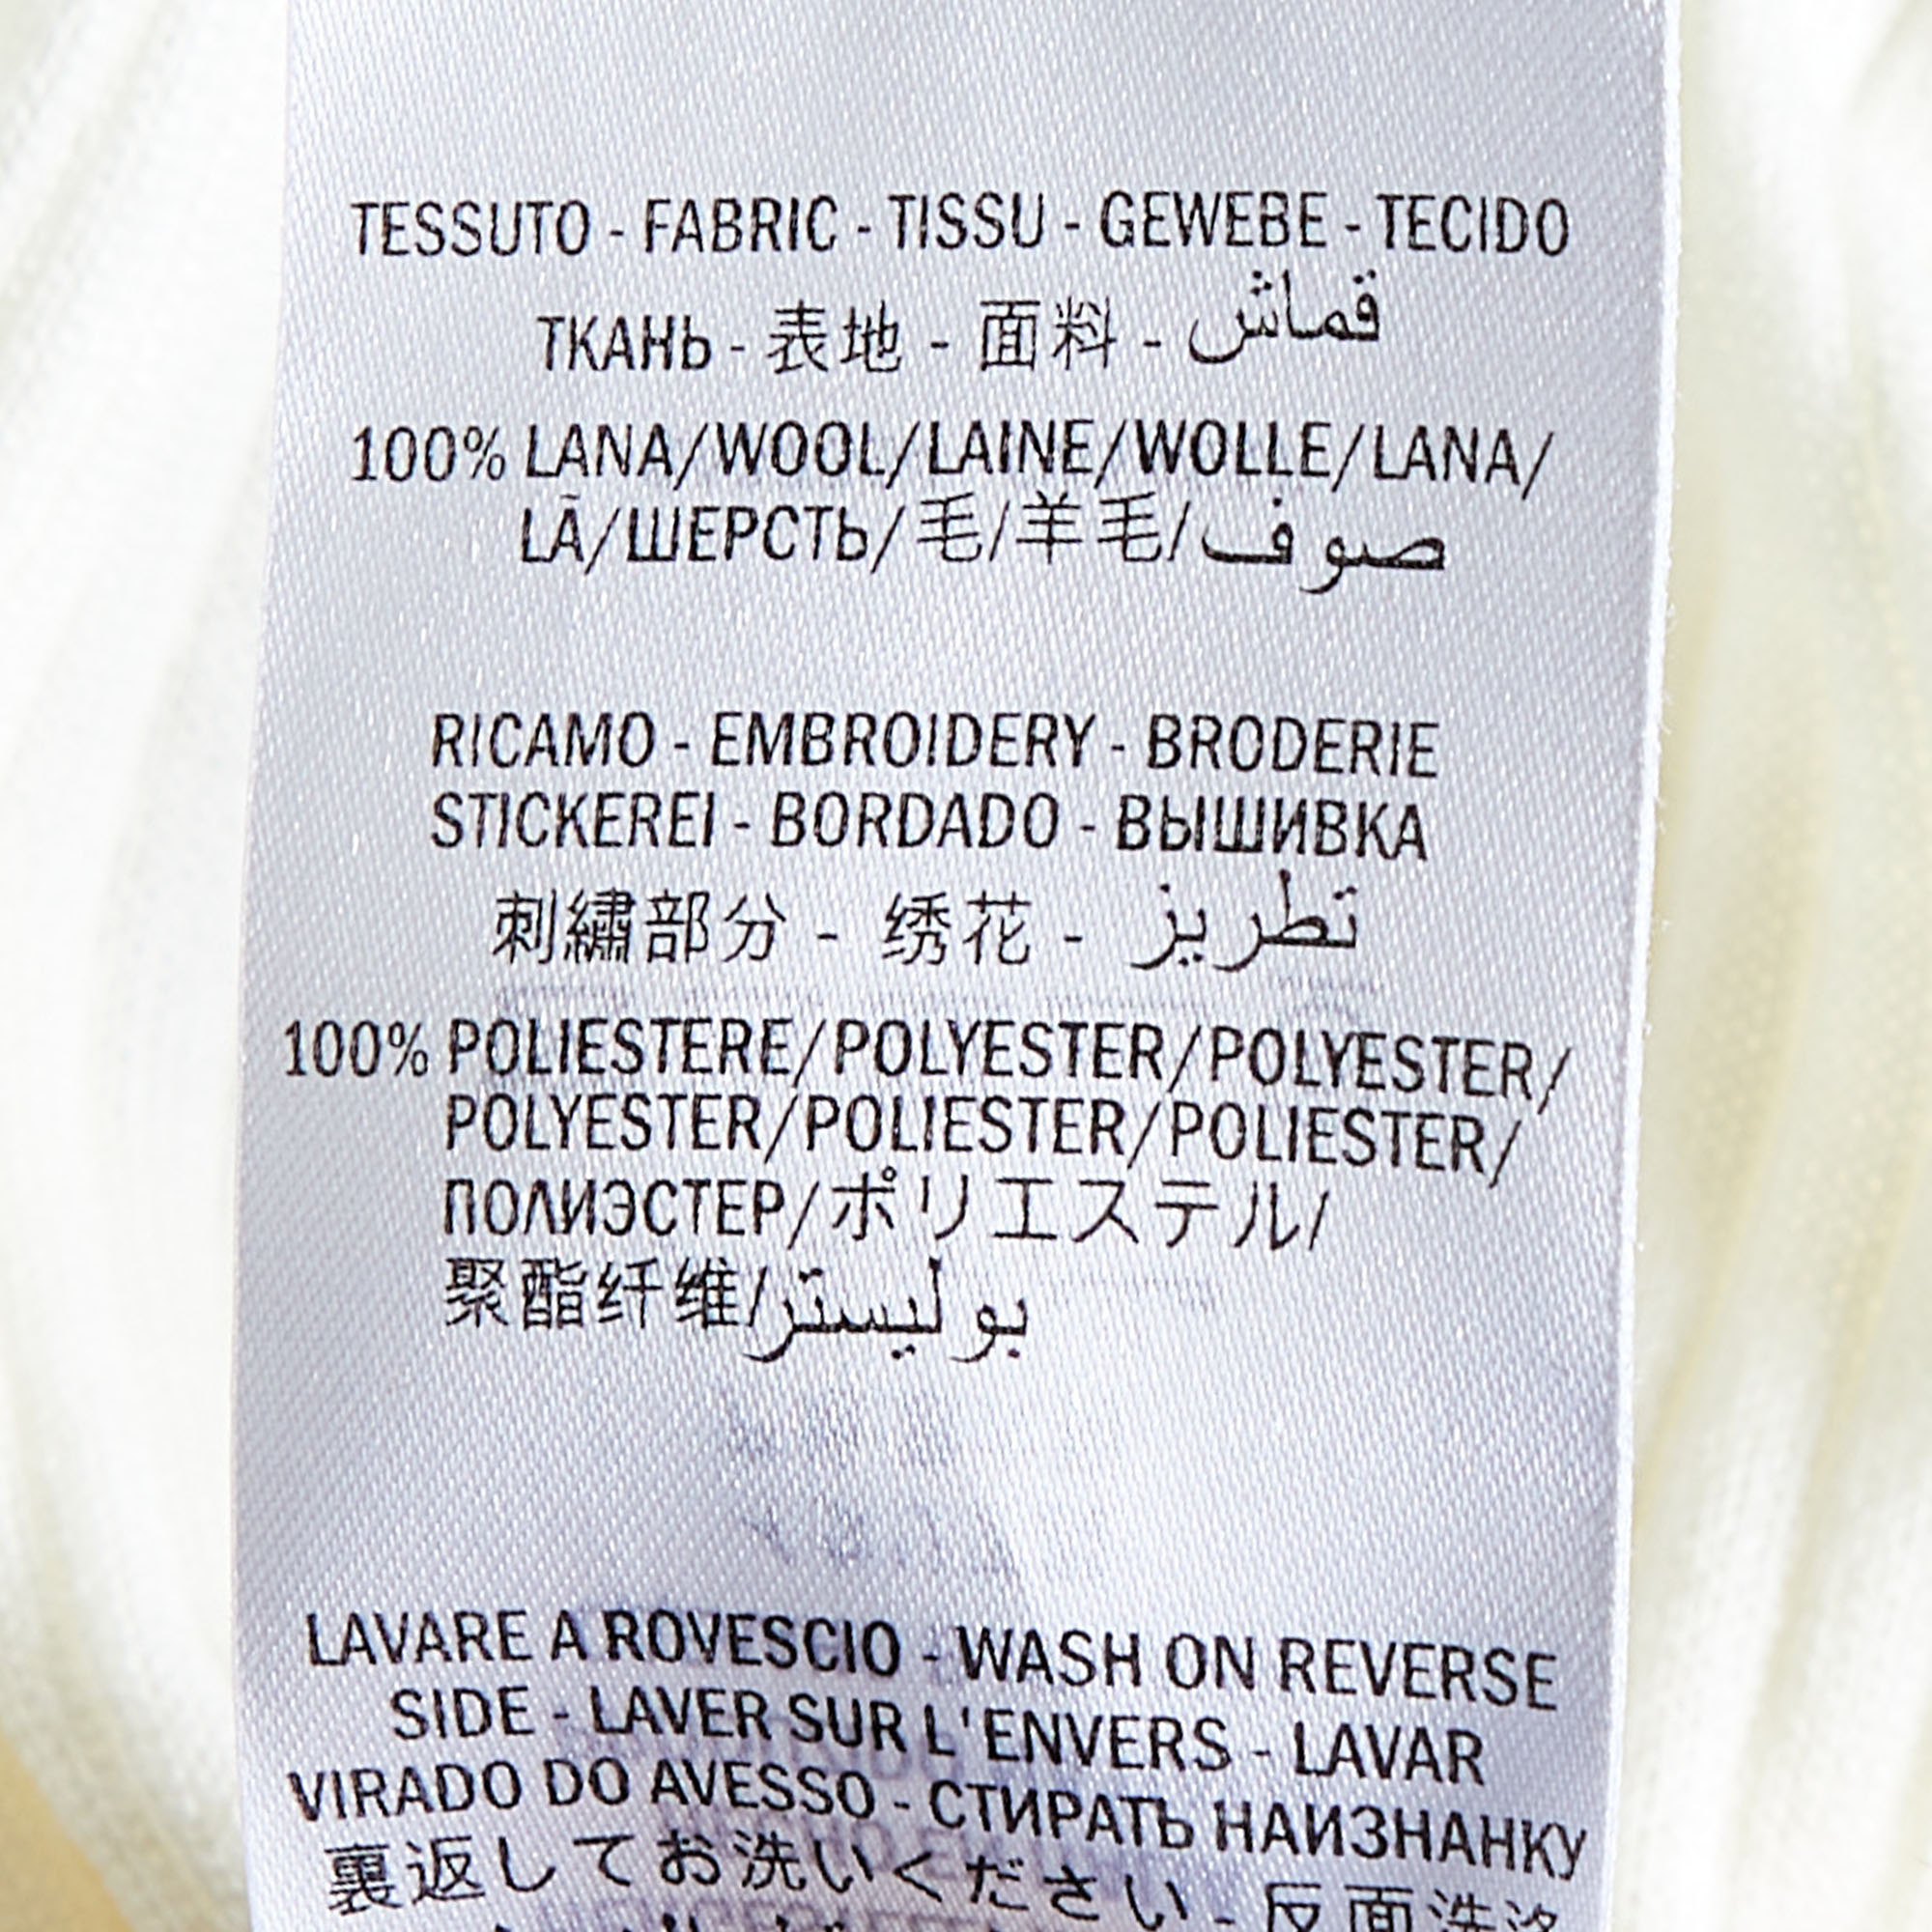 TESSUTO - FABRIC - TISSU - GEWEBE - TECIDO
ТКАНЬ - 表地 - 面料 - قماش
100% LANA/WOOL/LAINE/WOLLE/LANA/
LÃ/ШЕРСТЬ/毛/羊毛/صوف
RICAMO - EMBROIDERY - BRODERIE
STICKEREI - BORDADO - ВЫШИВКА
刺繡部分 - 绣花 - تطريز
100% POLIESTERE/POLYESTER/POLYESTER/
POLYESTER/POLIESTER/POLIESTER/
ПОЛИЭСТЕР/ポリエステル/
聚酯纤维/بوليستر
LAVARE A ROVESCIO - WASH ON REVERSE
SIDE - LAVER SUR L'ENVERS - LAVAR
VIRADO DO AVESSO - СТИРАТЬ НАИЗНАНКУ
裏返してお洗いください - 反面洗涤